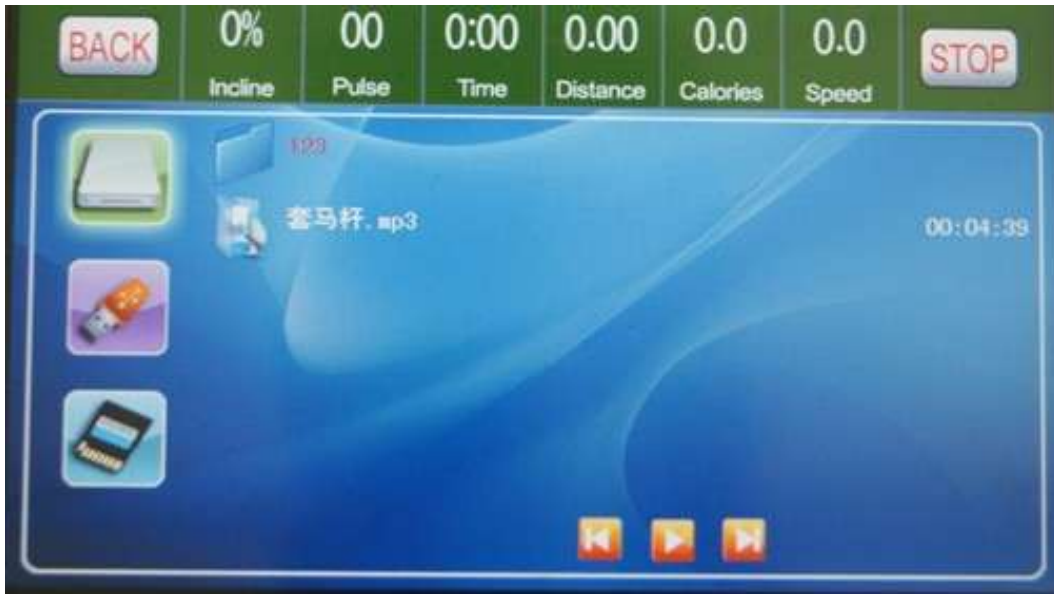 BACK 0% 00 0:00 0.00 0.0 0.0 STOP
Incline Pulse Time Distance Calories Speed
123
套马杆.mp3 00:04:39